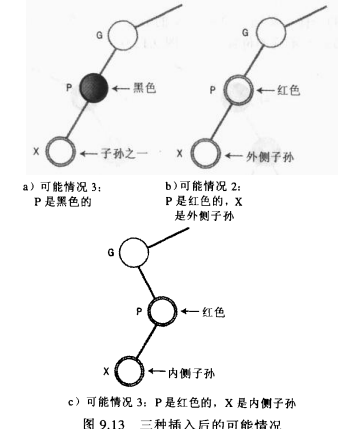 G
G
P
黑色
P
红色
X
子孙之一
X
外侧子孙
a) 可能情况 3:
P 是黑色的
b) 可能情况 2:
P 是红色的, X
是外侧子孙
G
P
红色
X
内侧子孙
c) 可能情况 3: P 是红色的, X 是内侧子孙
图 9.13 三种插入后的可能情况